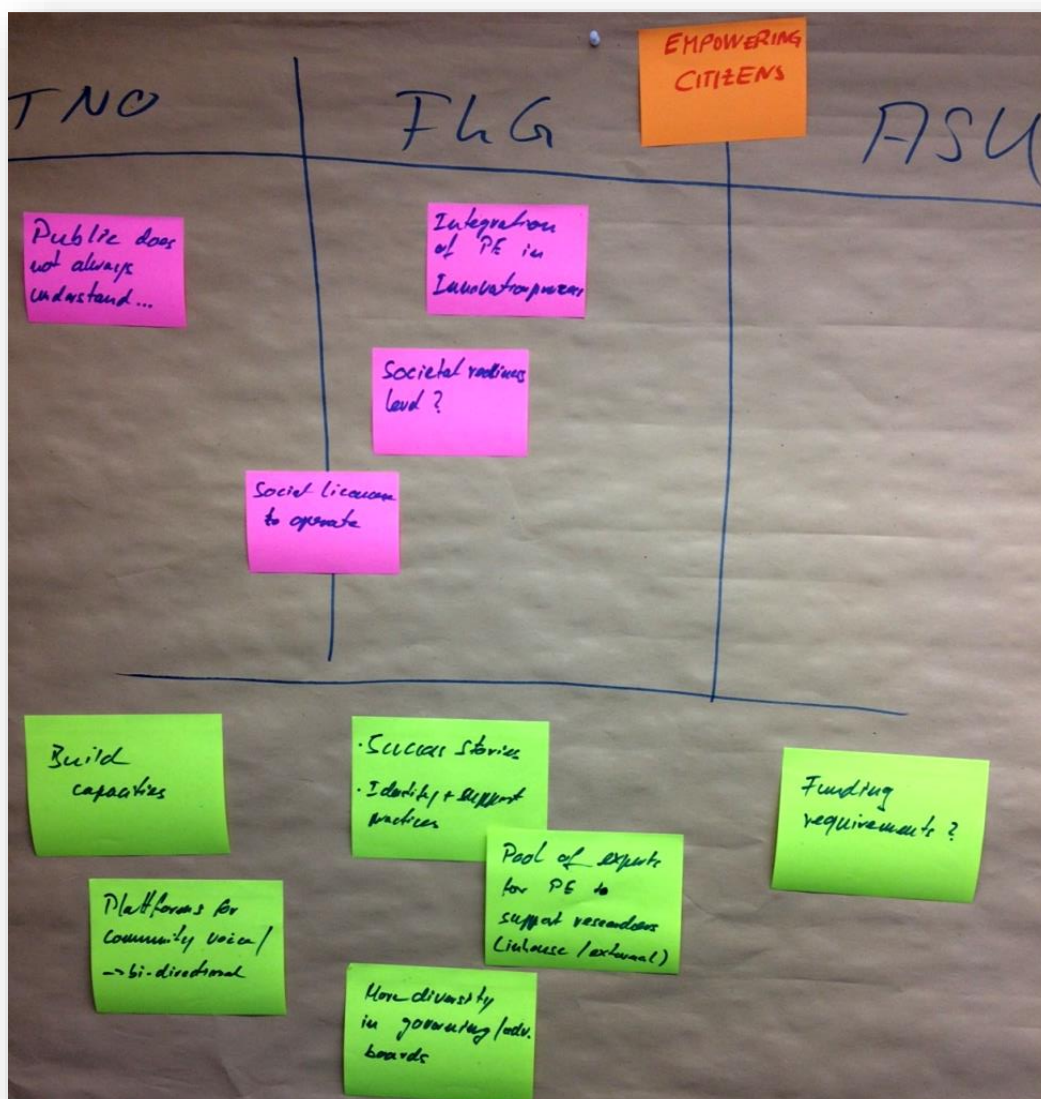 EMPOWERING
CITIZENS
TNO
FhG
ASU
Public does
not always
understand...
Integration
of PE in
Innovationprocess
Societal readiness
level?
Societ licence
to operate
Build
capacities
· Success stories
· Identify + support
practices
Funding
requirements?
Pool of experts
for PE to
support researchers
(inhouse / external)
Platforms for
community voice/
→ bi-directional
More diversity
in governing/adv.
boards